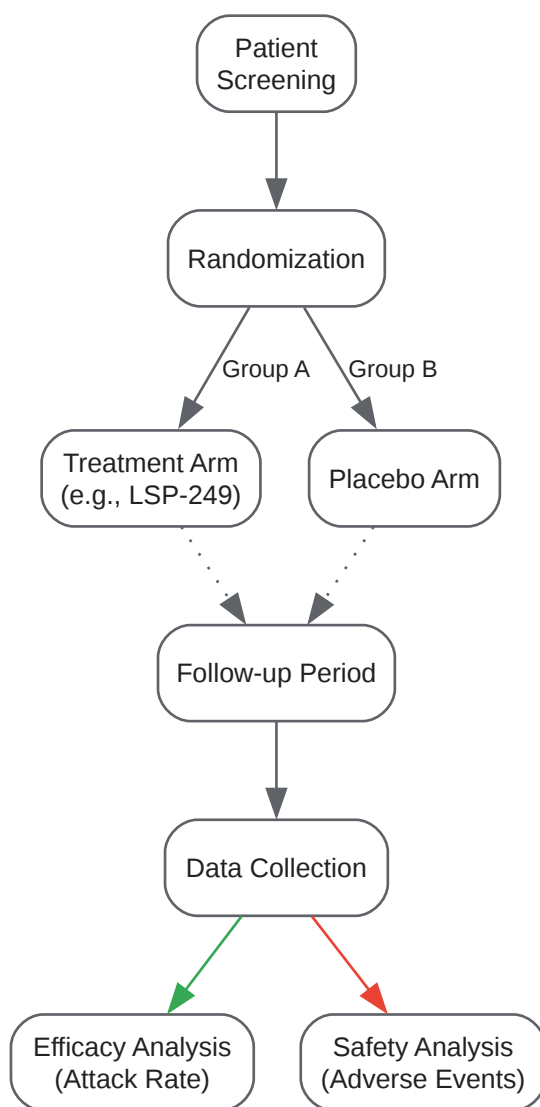 Patient
Screening
Randomization
Group A
Group B
Treatment Arm
(e.g., LSP-249)
Placebo Arm
Follow-up Period
Data Collection
Efficacy Analysis
(Attack Rate)
Safety Analysis
(Adverse Events)